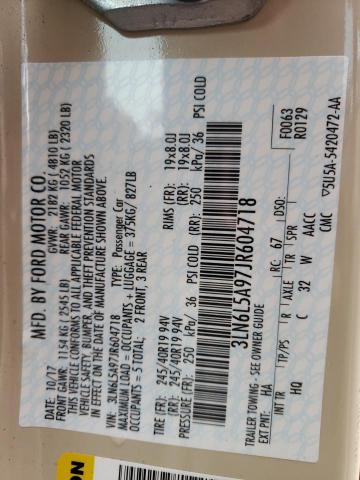 MFD. BY FORD MOTOR CO.
10/17 GVWR: 2182 KG ( 4810 LB)
FRONT GAWR: 1154 KG ( 2545 LB) REAR GAWR: 1052 KG ( 2320 LB)
THE VEHICLE CONFORMS TO ALL APPLICABLE FEDERAL MOTOR
VEHICLE SAFETY, BUMPER, AND THEFT PREVENTION STANDARDS
IN EFFECT ON THE DATE OF MANUFACTURE SHOWN ABOVE
VIN: 3LN6L5A97JR604718 TYPE: Passenger Car
MAXIMUM LOAD = OCCUPANTS + LUGGAGE = 375KG/ 827LB
OCCUPANTS = 5 TOTAL: 2 FRONT, 3 REAR
TIRE (FR): 245/40R19 94V RIMS (FR): 19x8.0J
(RR): 245/40R19 94V (RR): 19x8.0J
PRESSURE (FR): 250 kPa/ 36 PSI COLD (RR): 250 kPa/ 36 PSI COLD
3LN6L5A97JR604718
TRAILER TOWING - SEE OWNER GUIDE F0D63
EXT PNT: HA RC: 67 DSO: R0129
INT TR TP/PS R AXLE TR SPR
HQ C 32 W AACC
CMC ▽5U5A-5420472-AA
ON